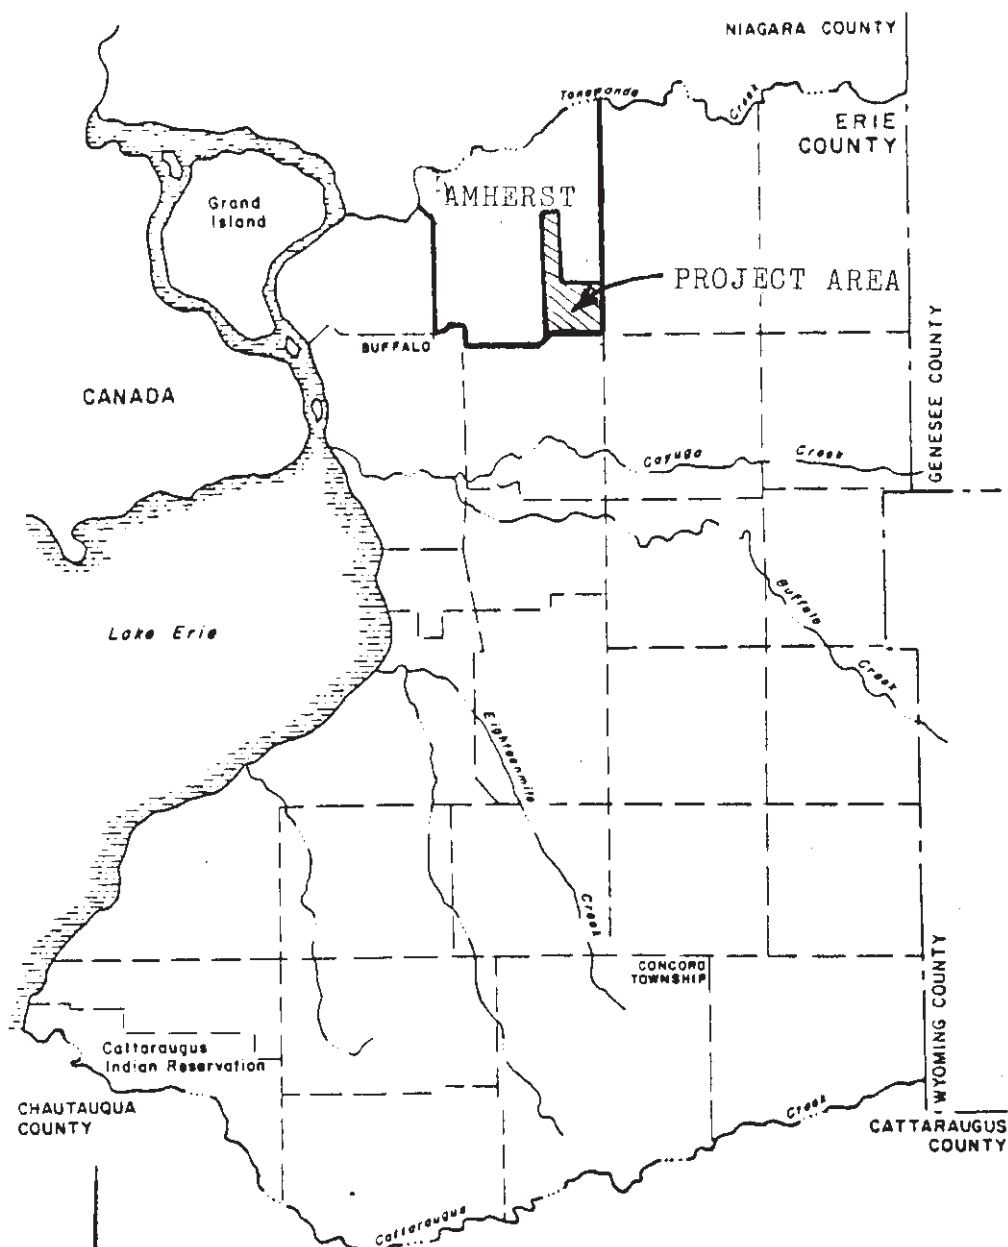 NIAGARA COUNTY
Tonawanda Creek
ERIE
COUNTY
Grand
Island
AMHERST
PROJECT AREA
BUFFALO
CANADA
GENESEE COUNTY
Cayuga Creek
Lake Erie
Buffalo Creek
Eighteenmile Creek
CONCORD
TOWNSHIP
WYOMING COUNTY
Cattaraugus
Indian Reservation
CHAUTAUQUA
COUNTY
Cattaraugus Creek
CATTARAUGUS
COUNTY